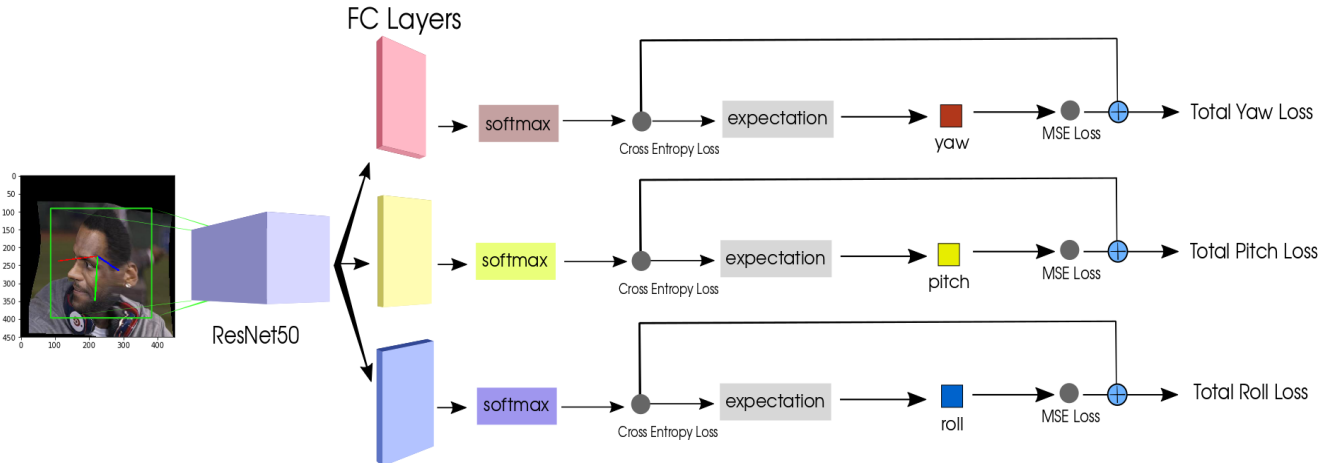 FC Layers
softmax
Cross Entropy Loss
expectation
yaw
MSE Loss
Total Yaw Loss
0
50
100
150
200
250
300
350
400
450
0
100
200
300
400
ResNet50
softmax
Cross Entropy Loss
expectation
pitch
MSE Loss
Total Pitch Loss
softmax
Cross Entropy Loss
expectation
roll
MSE Loss
Total Roll Loss